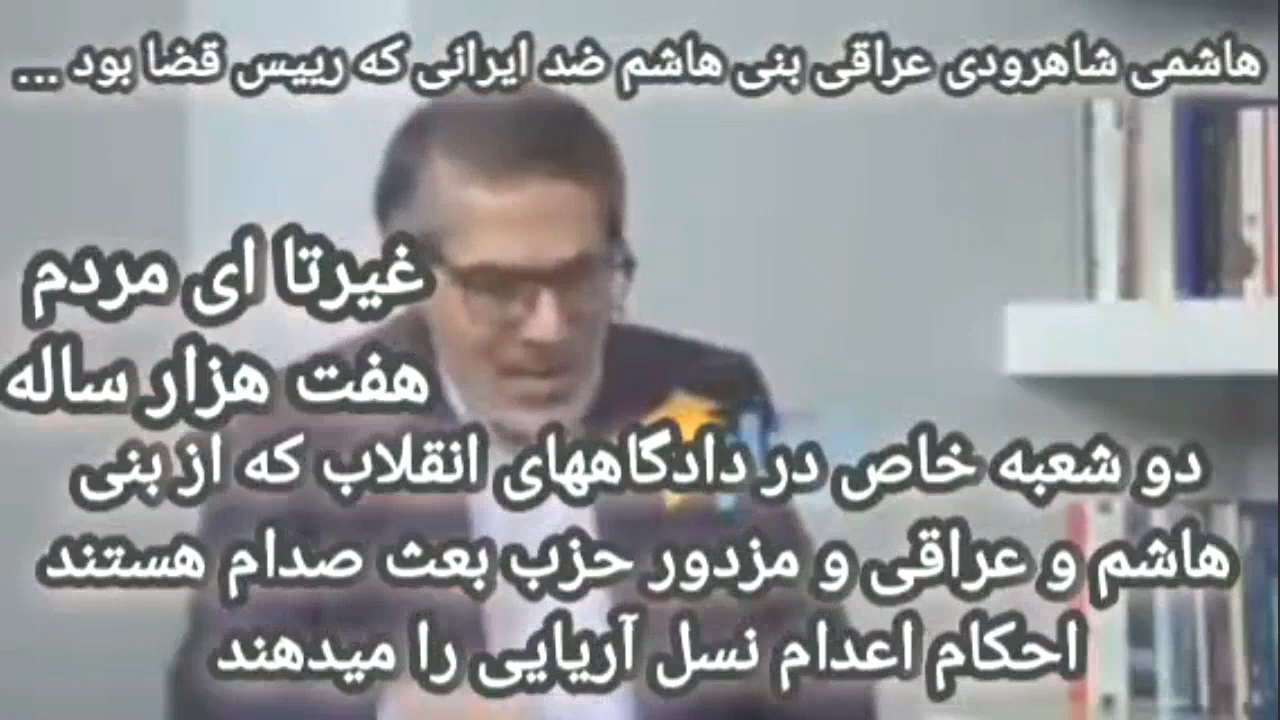 هاشمی شاهرودی عراقی بنی هاشم ضد ایرانی که رییس قضا بود ...
غیرتا ای مردم
هفت هزار ساله
دو شعبه خاص در دادگاههای انقلاب که از بنی
هاشم و عراقی و مزدور حزب بعث صدام هستند
احکام اعدام نسل آریایی را میدهند